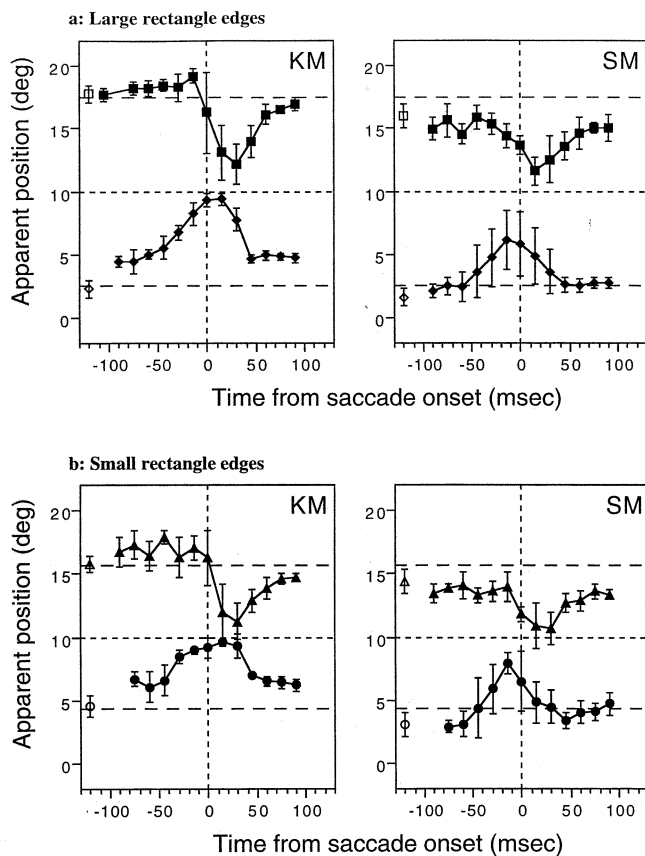 a: Large rectangle edges
KM
SM
Apparent position (deg)
20
15
10
5
0
20
15
10
5
0
-100 -50 0 50 100
-100 -50 0 50 100
Time from saccade onset (msec)
b: Small rectangle edges
KM
SM
Apparent position (deg)
20
15
10
5
0
20
15
10
5
0
-100 -50 0 50 100
-100 -50 0 50 100
Time from saccade onset (msec)